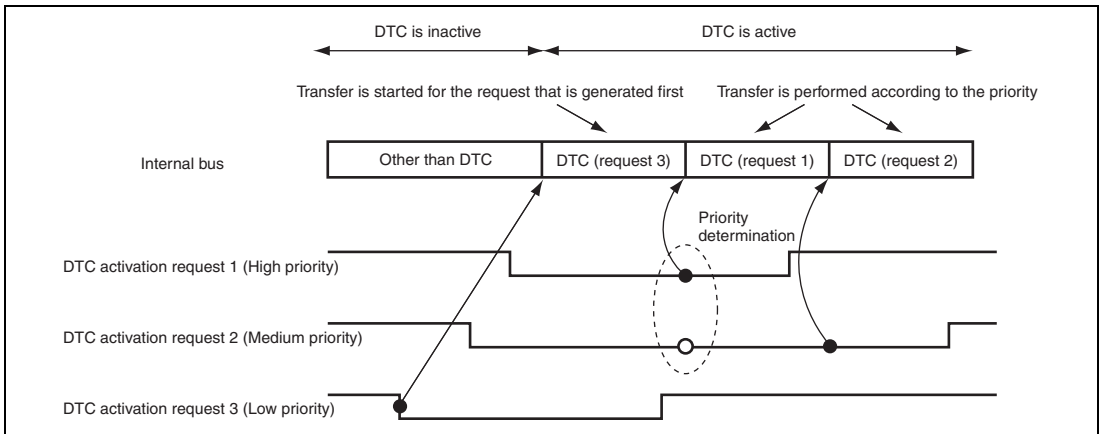 DTC is inactive
DTC is active
Transfer is started for the request that is generated first
Transfer is performed according to the priority
Internal bus
Other than DTC
DTC (request 3)
DTC (request 1)
DTC (request 2)
Priority
determination
DTC activation request 1 (High priority)
DTC activation request 2 (Medium priority)
DTC activation request 3 (Low priority)